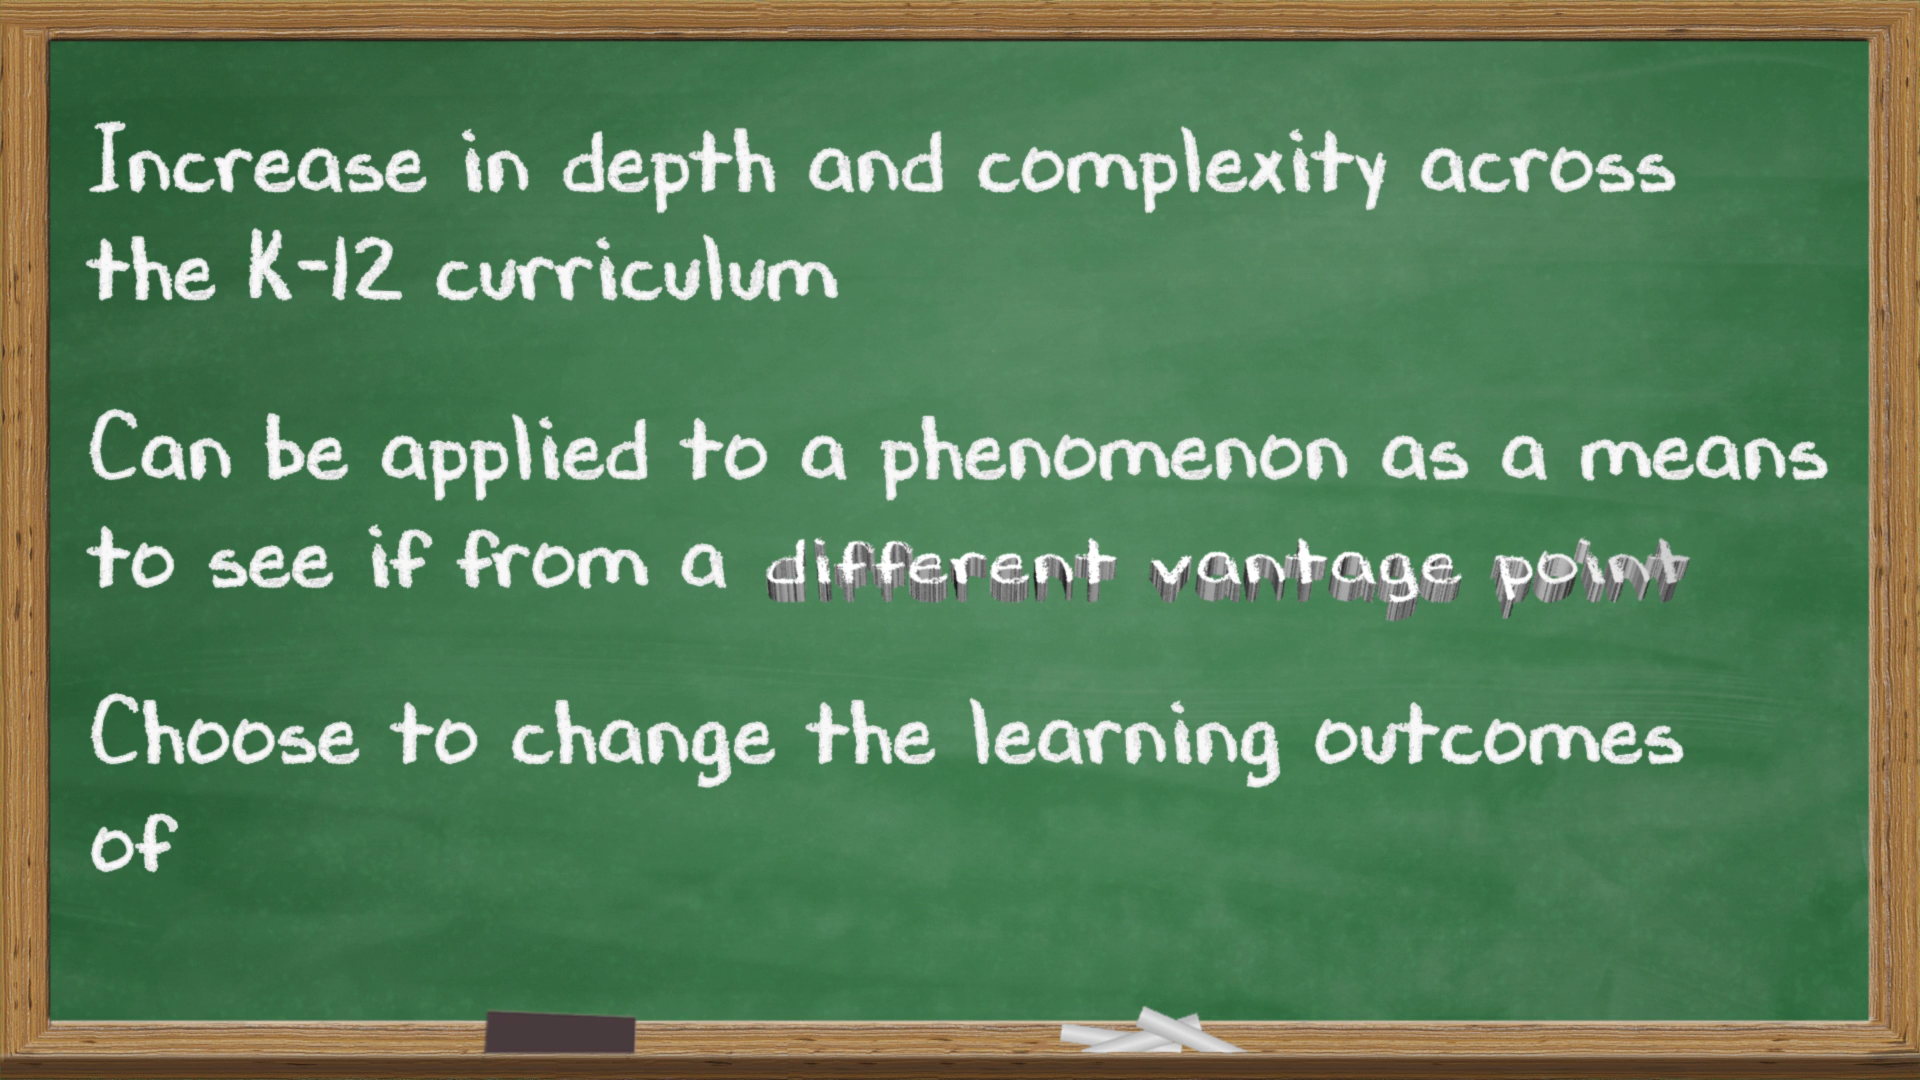 Increase in depth and complexity across
the K-12 curriculum
Can be applied to a phenomenon as a means
to see if from a different vantage point
Choose to change the learning outcomes
of